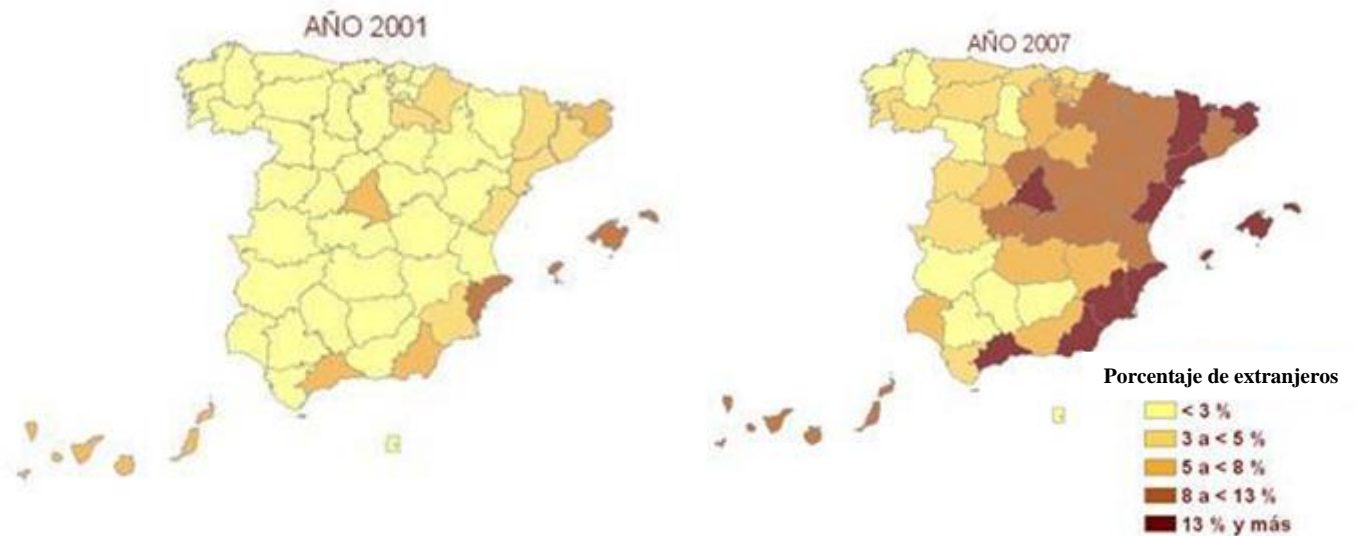 AÑO 2001
AÑO 2007
Porcentaje de extranjeros
< 3 %
3 a < 5 %
5 a < 8 %
8 a < 13 %
13 % y más